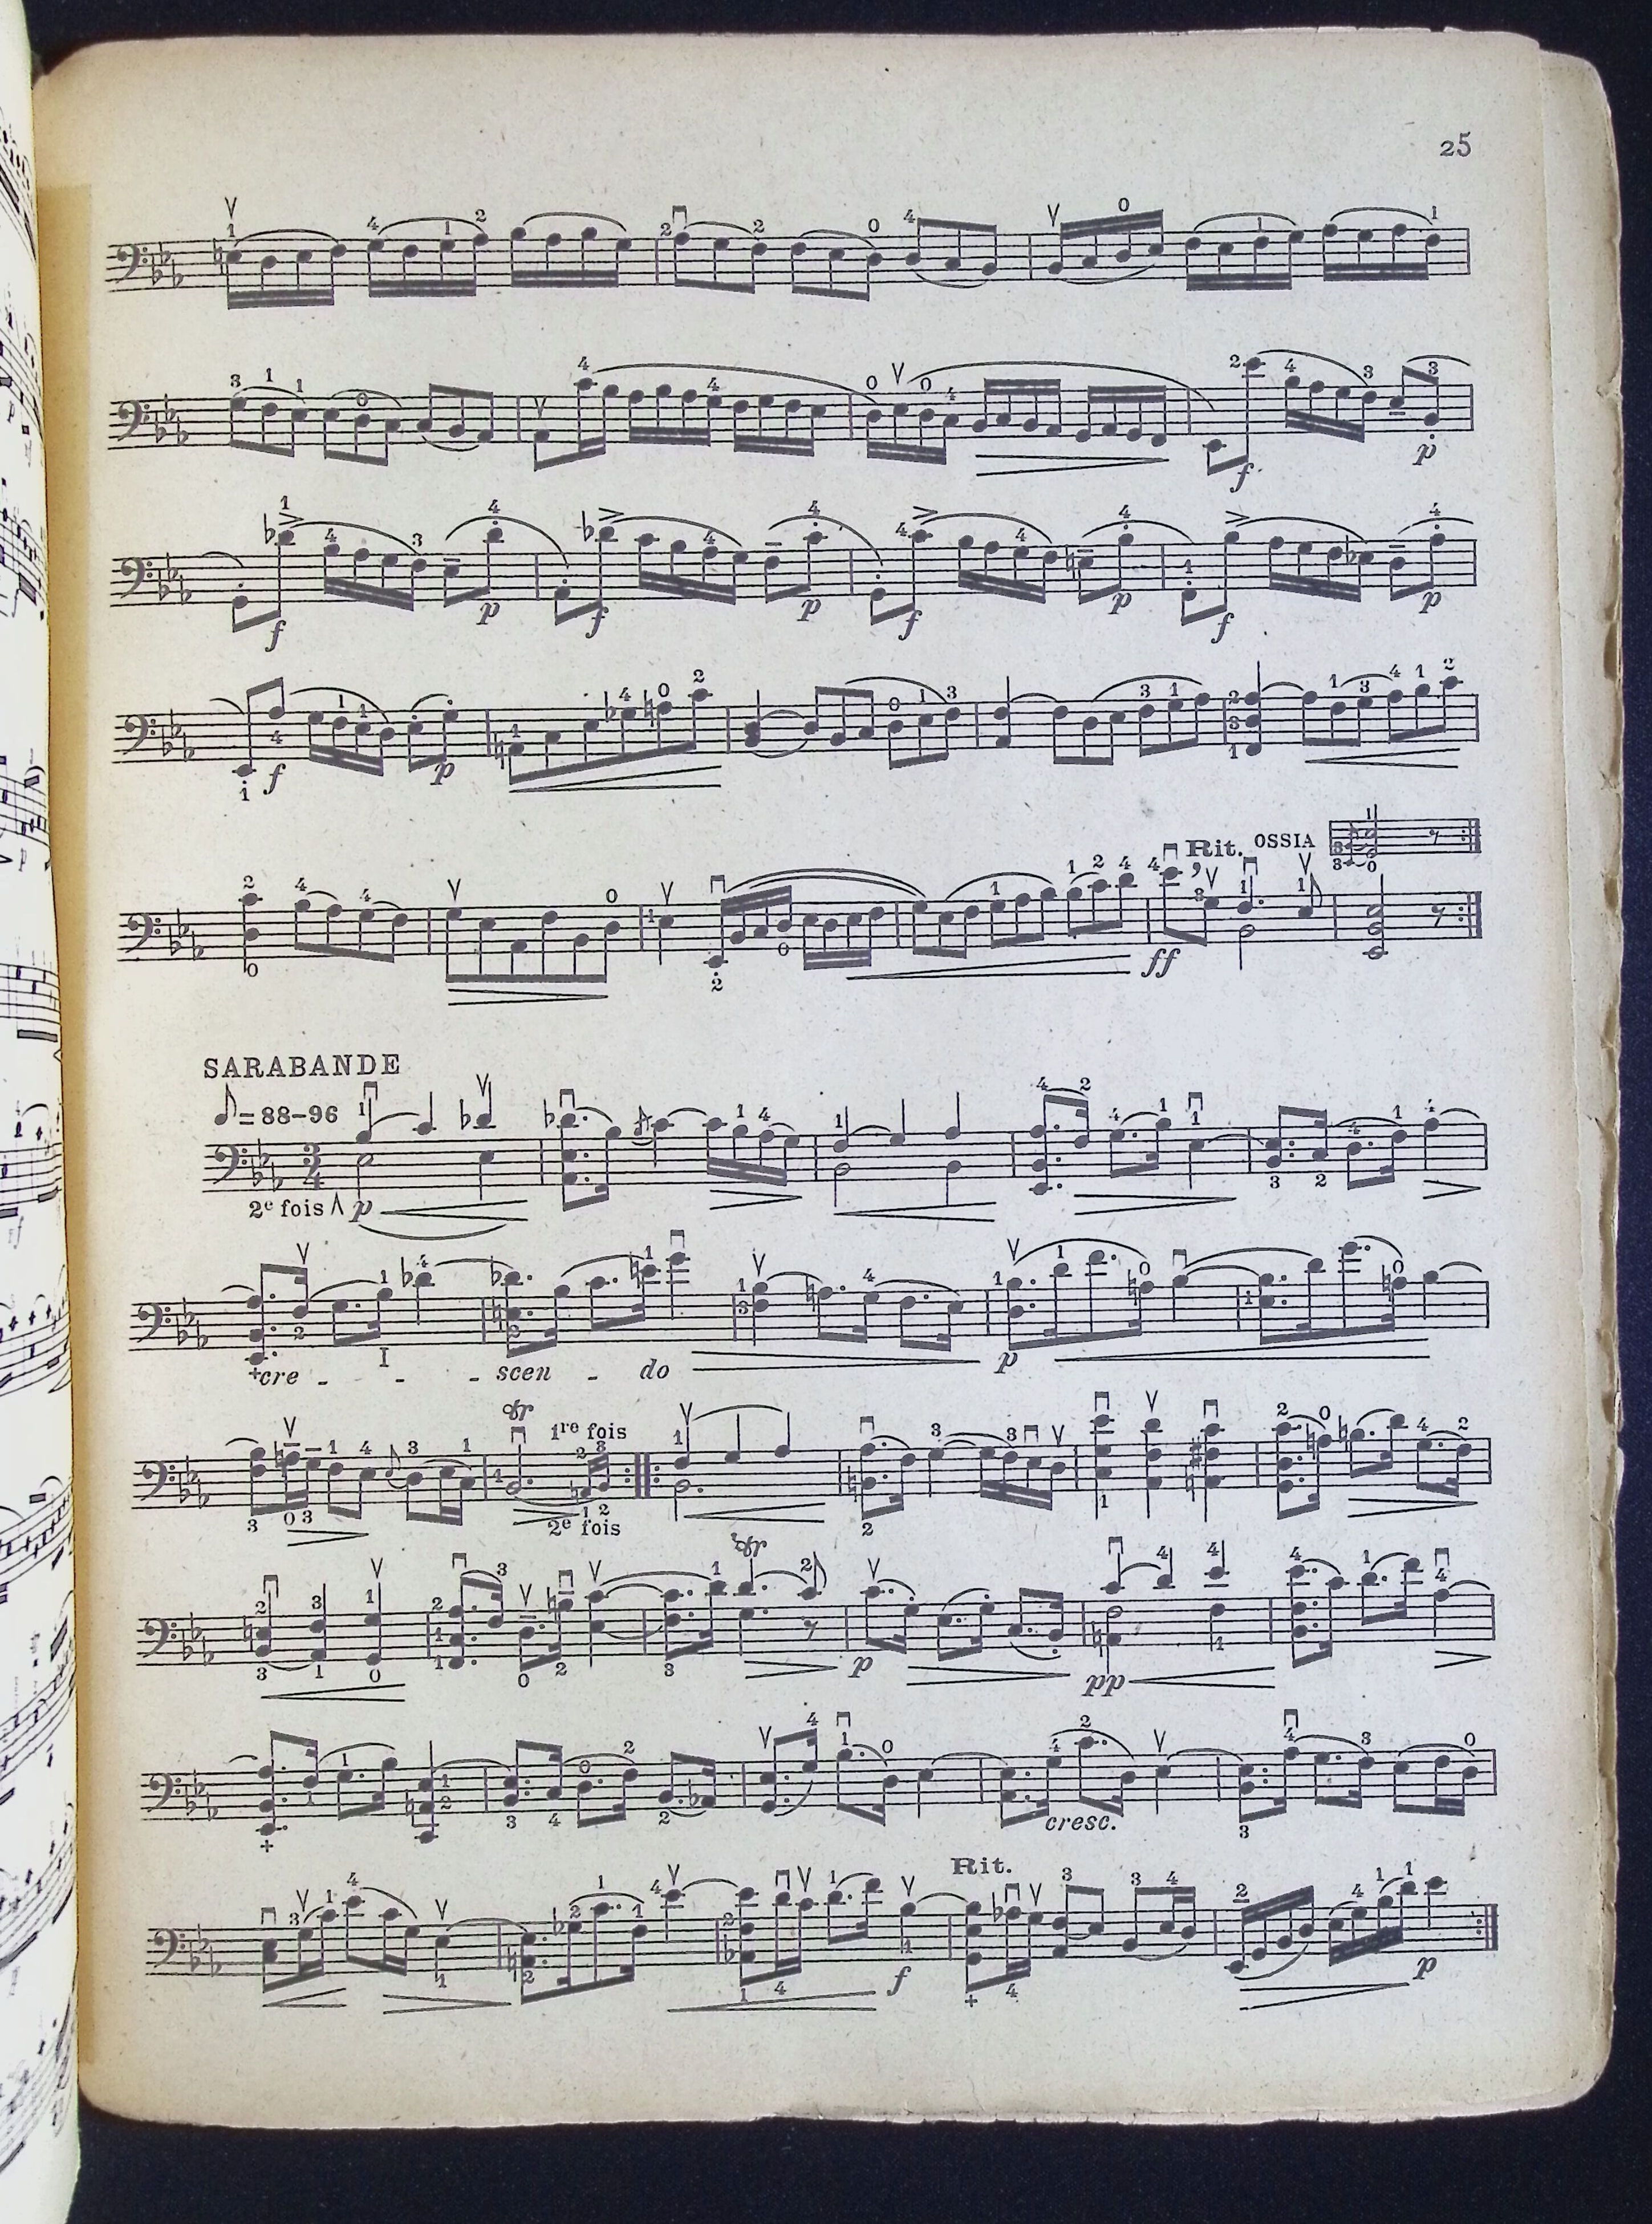 25
f
p
f
p
f
p
f
p
f
p
f
p
Rit. OSSIA
ff
SARABANDE
= 88-96
2e fois p
cre - - - scen - do
p
1re fois
2e fois
p
pp
cresc.
Rit.
f
p